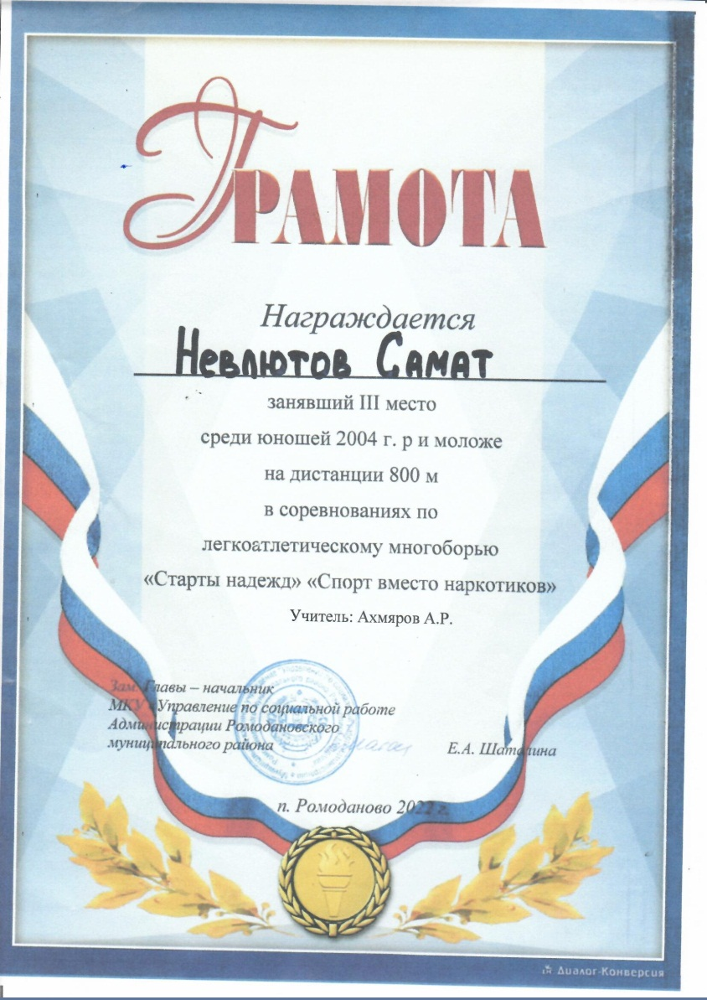 ГРАМОТА
Награждается
Невлютов Самат
занявший III место
среди юношей 2004 г. р и моложе
на дистанции 800 м
в соревнованиях по
легкоатлетическому многоборью
«Старты надежд» «Спорт вместо наркотиков»
Учитель: Ахмяров А.Р.
Зам. Главы – начальник
МКУ «Управление по социальной работе
Администрации Ромодановского
муниципального района Е.А. Шаталина
п. Ромоданово 2022 г.
Диалог-Конверсия